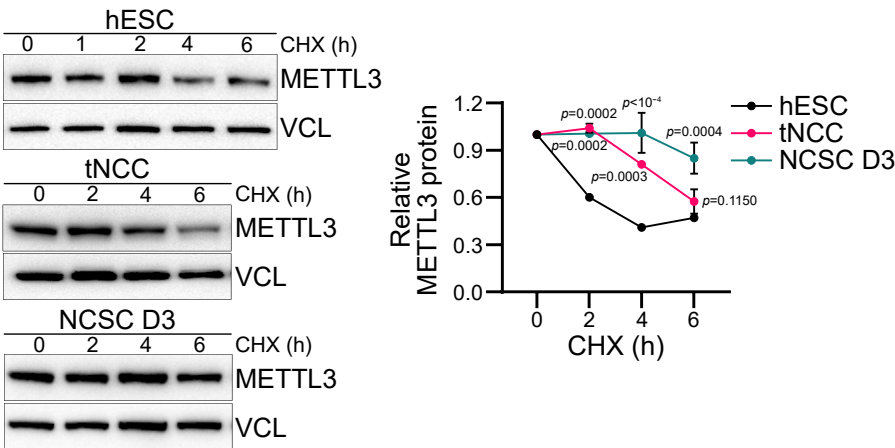 hESC
0 1 2 4 6 CHX (h)
METTL3
VCL
tNCC
0 2 4 6 CHX (h)
METTL3
VCL
NCSC D3
0 2 4 6 CHX (h)
METTL3
VCL
Relative
METTL3 protein
1.2
0.9
0.6
0.3
0.0
p=0.0002
p<10⁻⁴
p=0.0004
p=0.0002
p=0.0003
p=0.1150
0 2 4 6
CHX (h)
hESC
tNCC
NCSC D3